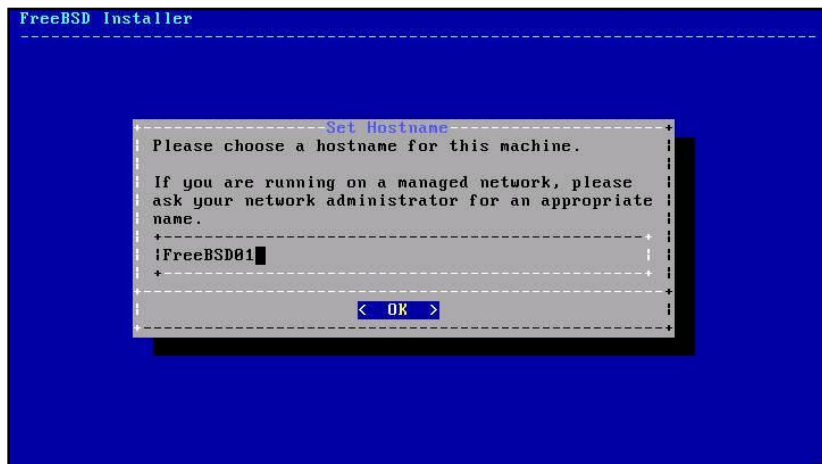 FreeBSD Installer
Set Hostname
Please choose a hostname for this machine.
If you are running on a managed network, please
ask your network administrator for an appropriate
name.
FreeBSD01
< OK >